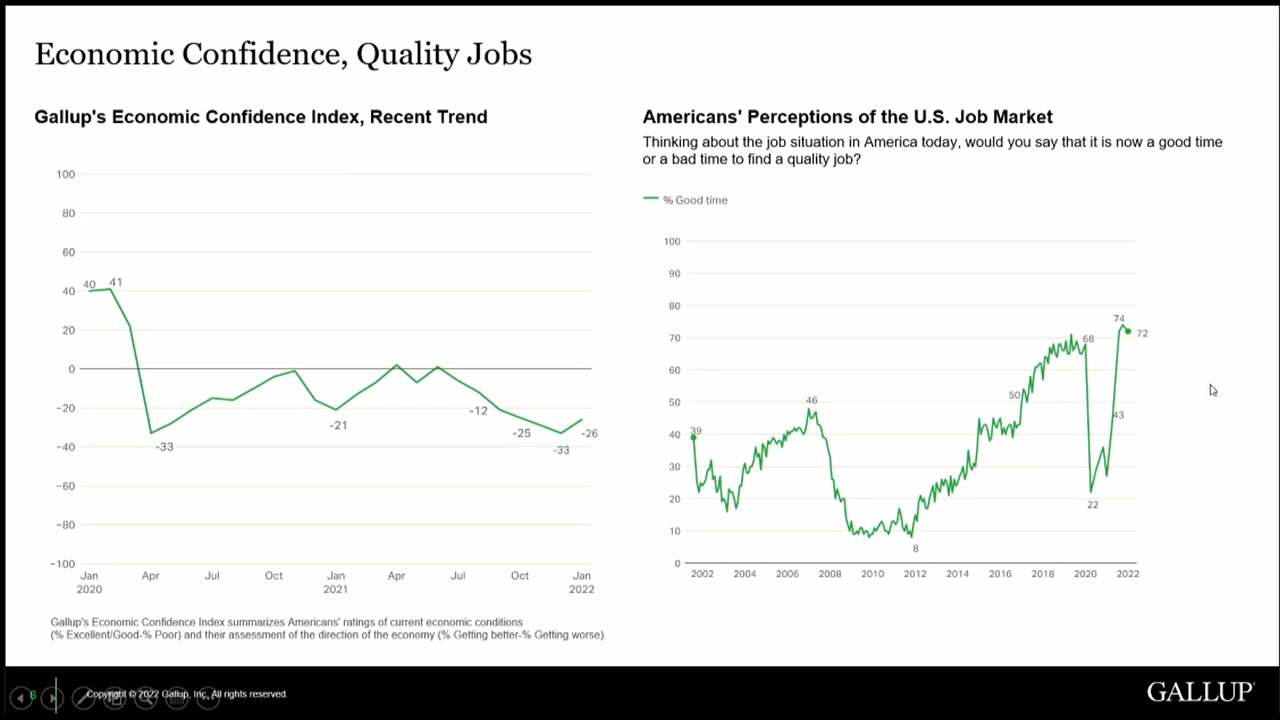 Economic Confidence, Quality Jobs
Gallup's Economic Confidence Index, Recent Trend
100
80
60
40
20
0
−20
−40
−60
−80
−100
40
41
-33
-21
-12
-25
-33
-26
Jan
2020
Apr
Jul
Oct
Jan
2021
Apr
Jul
Oct
Jan
2022
Gallup's Economic Confidence Index summarizes Americans' ratings of current economic conditions
(% Excellent/Good-% Poor) and their assessment of the direction of the economy (% Getting better-% Getting worse).
Americans' Perceptions of the U.S. Job Market
Thinking about the job situation in America today, would you say that it is now a good time
or a bad time to find a quality job?
% Good time
100
90
80
70
60
50
40
30
20
10
0
39
46
8
50
68
22
43
74
72
2002
2004
2006
2008
2010
2012
2014
2016
2018
2020
2022
6
Copyright © 2022 Gallup, Inc. All rights reserved.
GALLUP